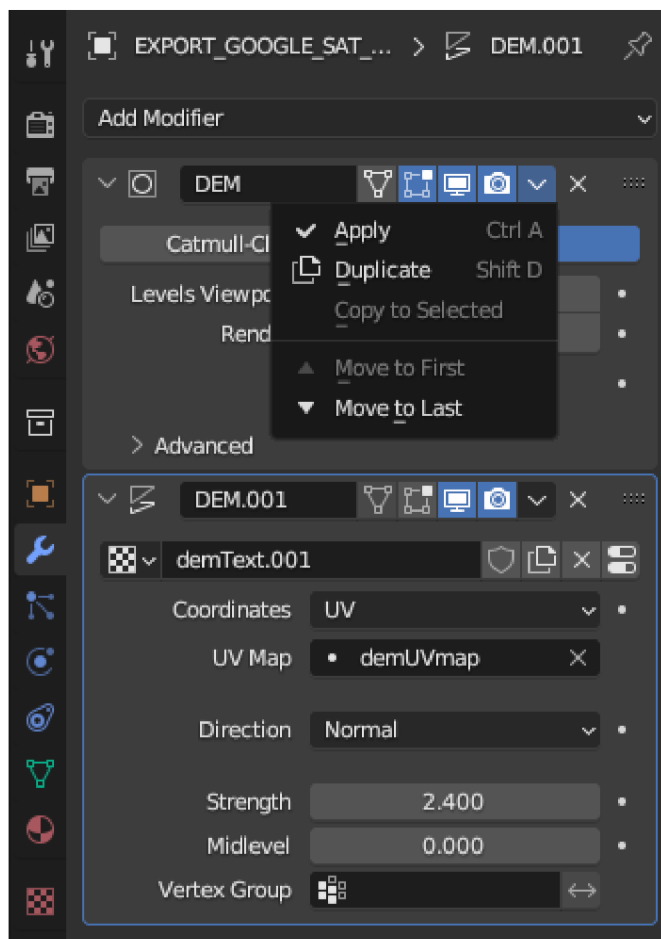 EXPORT_GOOGLE_SAT_... > DEM.001
Add Modifier
DEM
Catmull-Cl
Apply Ctrl A
Duplicate Shift D
Levels Viewpo
Copy to Selected
Rend
Move to First
Move to Last
Advanced
DEM.001
demText.001
Coordinates UV
UV Map demUVmap
Direction Normal
Strength 2.400
Midlevel 0.000
Vertex Group